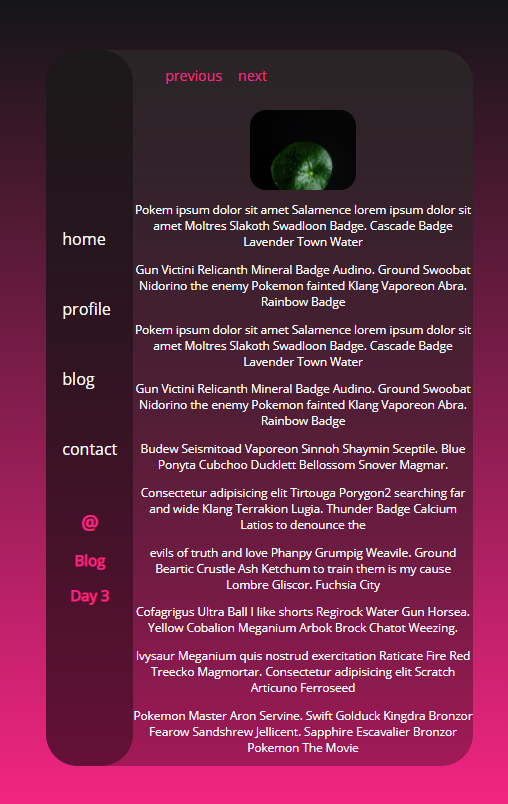 previous next
home
profile
blog
contact
@
Blog
Day 3
Pokem ipsum dolor sit amet Salamence lorem ipsum dolor sit
amet Moltres Slakoth Swadloon Badge. Cascade Badge
Lavender Town Water
Gun Victini Relicanth Mineral Badge Audino. Ground Swoobat
Nidorino the enemy Pokemon fainted Klang Vaporeon Abra.
Rainbow Badge
Pokem ipsum dolor sit amet Salamence lorem ipsum dolor sit
amet Moltres Slakoth Swadloon Badge. Cascade Badge
Lavender Town Water
Gun Victini Relicanth Mineral Badge Audino. Ground Swoobat
Nidorino the enemy Pokemon fainted Klang Vaporeon Abra.
Rainbow Badge
Budew Seismitoad Vaporeon Sinnoh Shaymin Sceptile. Blue
Ponyta Cubchoo Ducklett Bellossom Snover Magmar.
Consectetur adipisicing elit Tirtouga Porygon2 searching far
and wide Klang Terrakion Lugia. Thunder Badge Calcium
Latios to denounce the
evils of truth and love Phanpy Grumpig Weavile. Ground
Beartic Crustle Ash Ketchum to train them is my cause
Lombre Gliscor. Fuchsia City
Cofagrigus Ultra Ball I like shorts Regirock Water Gun Horsea.
Yellow Cobalion Meganium Arbok Brock Chatot Weezing.
Ivysaur Meganium quis nostrud exercitation Raticate Fire Red
Treecko Magmortar. Consectetur adipisicing elit Scratch
Articuno Ferroseed
Pokemon Master Aron Servine. Swift Golduck Kingdra Bronzor
Fearow Sandshrew Jellicent. Sapphire Escavalier Bronzor
Pokemon The Movie